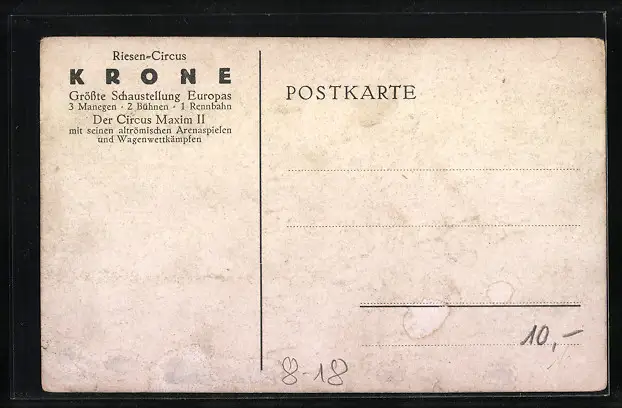 Riesen-Circus
KRONE
Größte Schaustellung Europas
3 Manegen · 2 Bühnen · 1 Rennbahn
Der Circus Maxim II
mit seinen altrömischen Arenaspielen
und Wagenwettkämpfen
POSTKARTE
10,-
8-18